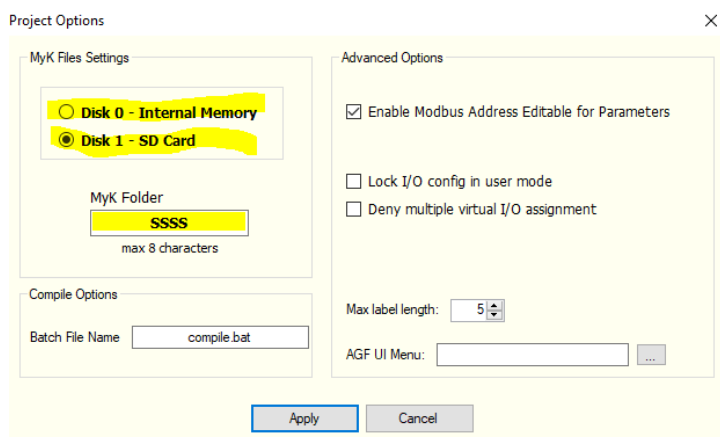 Project Options
MyK Files Settings
Disk 0 - Internal Memory
Disk 1 - SD Card
MyK Folder
ssss
max 8 characters
Compile Options
Batch File Name compile.bat
Advanced Options
Enable Modbus Address Editable for Parameters
Lock I/O config in user mode
Deny multiple virtual I/O assignment
Max label length: 5
AGF UI Menu: ...
Apply Cancel